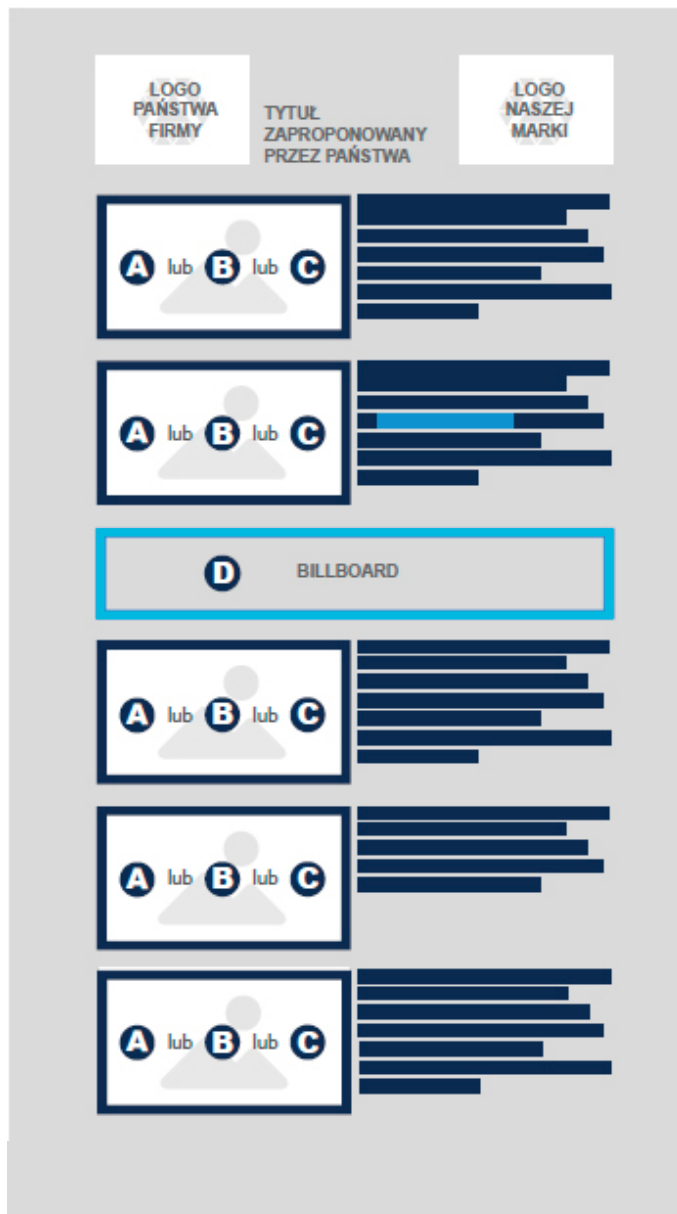 LOGO
PAŃSTWA
FIRMY
TYTUŁ
ZAPROPONOWANY
PRZEZ PAŃSTWA
LOGO
NASZEJ
MARKI
A lub B lub C
A lub B lub C
D BILLBOARD
A lub B lub C
A lub B lub C
A lub B lub C